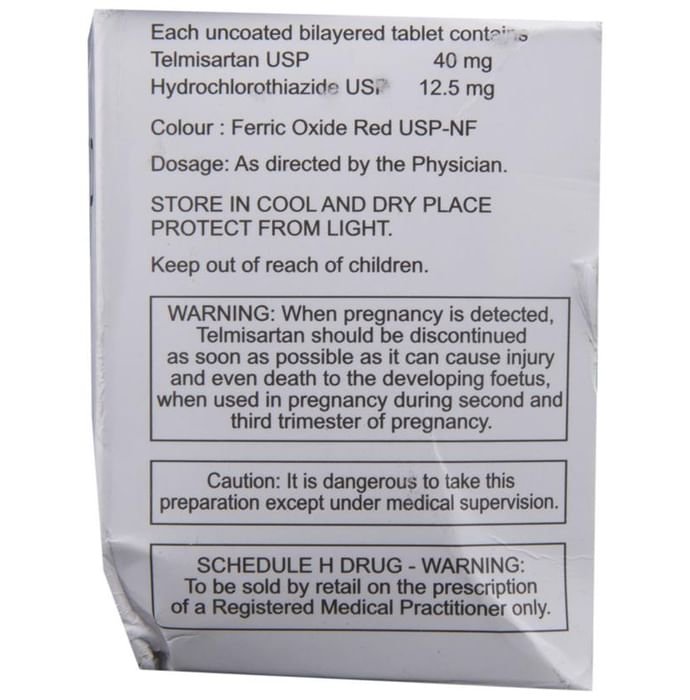 Each uncoated bilayered tablet contains
Telmisartan USP 40 mg
Hydrochlorothiazide USP 12.5 mg
Colour : Ferric Oxide Red USP-NF
Dosage: As directed by the Physician.
STORE IN COOL AND DRY PLACE
PROTECT FROM LIGHT.
Keep out of reach of children.
WARNING: When pregnancy is detected,
Telmisartan should be discontinued
as soon as possible as it can cause injury
and even death to the developing foetus,
when used in pregnancy during second and
third trimester of pregnancy.
Caution: It is dangerous to take this
preparation except under medical supervision.
SCHEDULE H DRUG - WARNING:
To be sold by retail on the prescription
of a Registered Medical Practitioner only.